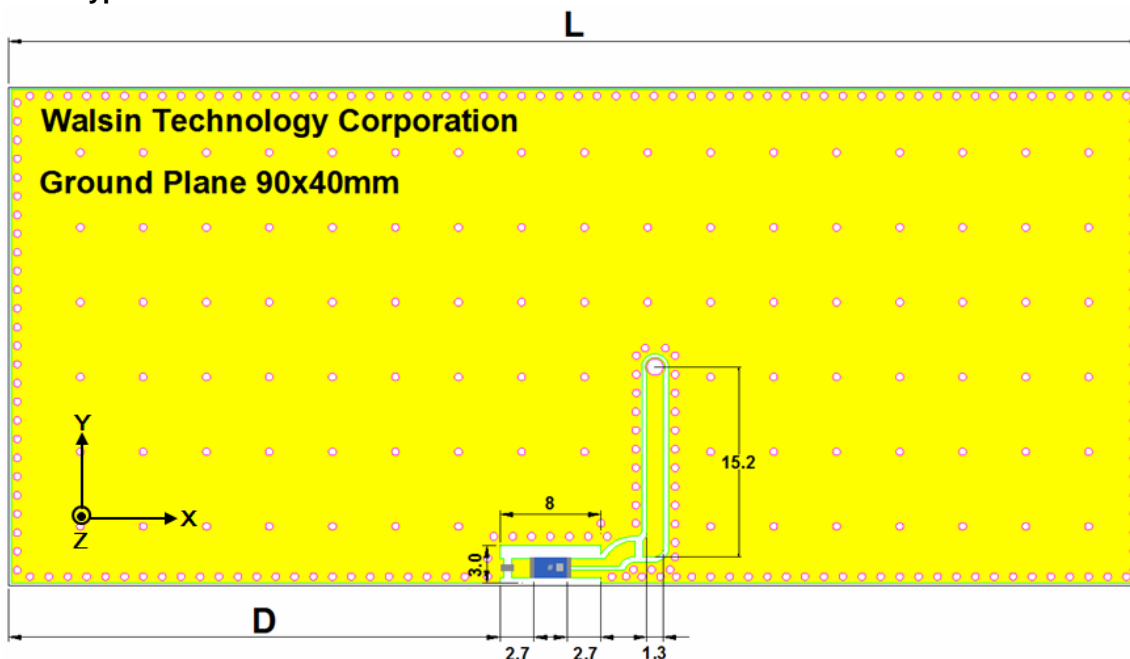 L
Walsin Technology Corporation
Ground Plane 90x40mm
Y
X
Z
8
15.2
3.0
D
2.7
2.7
1.3